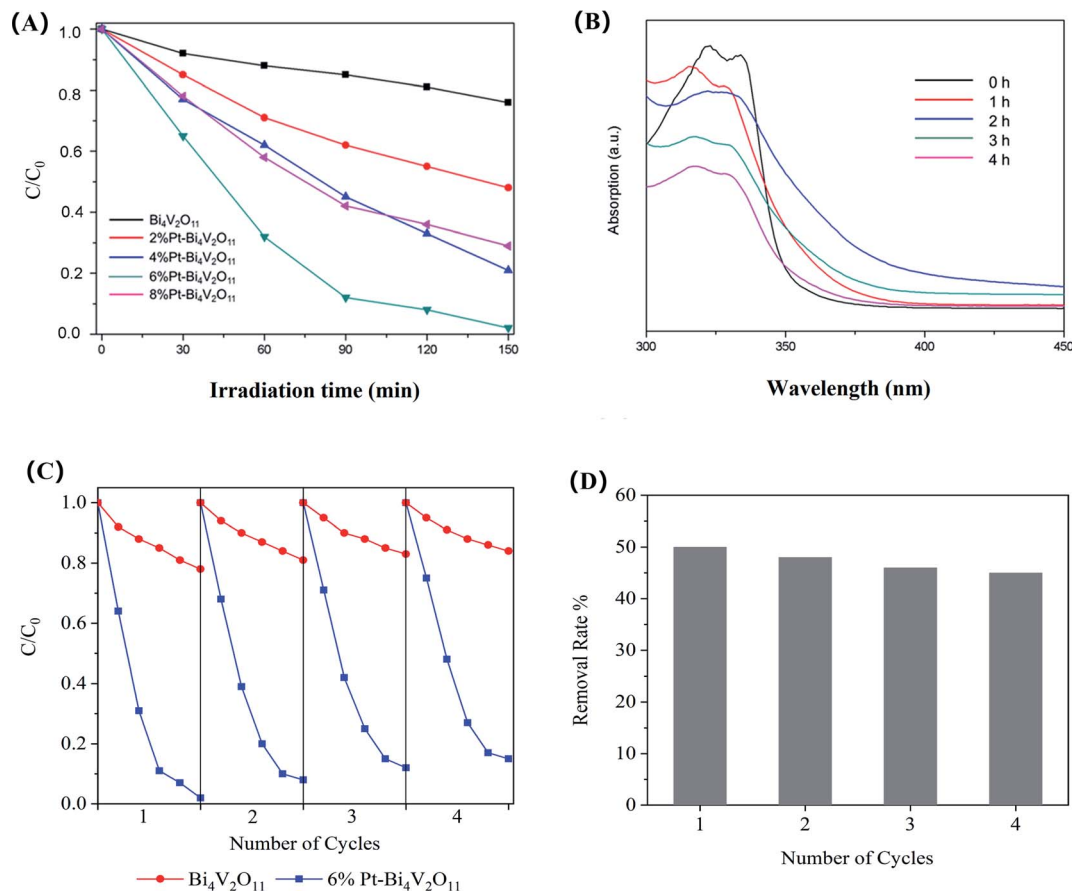 (A)
1.0
0.8
0.6
0.4
0.2
0.0
C/C₀
Bi₄V₂O₁₁
2%Pt-Bi₄V₂O₁₁
4%Pt-Bi₄V₂O₁₁
6%Pt-Bi₄V₂O₁₁
8%Pt-Bi₄V₂O₁₁
0 30 60 90 120 150
Irradiation time (min)
(B)
Absorption (a.u.)
0 h
1 h
2 h
3 h
4 h
300 350 400 450
Wavelength (nm)
(C)
1.0
0.8
0.6
0.4
0.2
0.0
C/C₀
1 2 3 4
Number of Cycles
Bi₄V₂O₁₁ 6% Pt-Bi₄V₂O₁₁
(D)
60
50
40
30
20
10
0
Removal Rate %
1 2 3 4
Number of Cycles